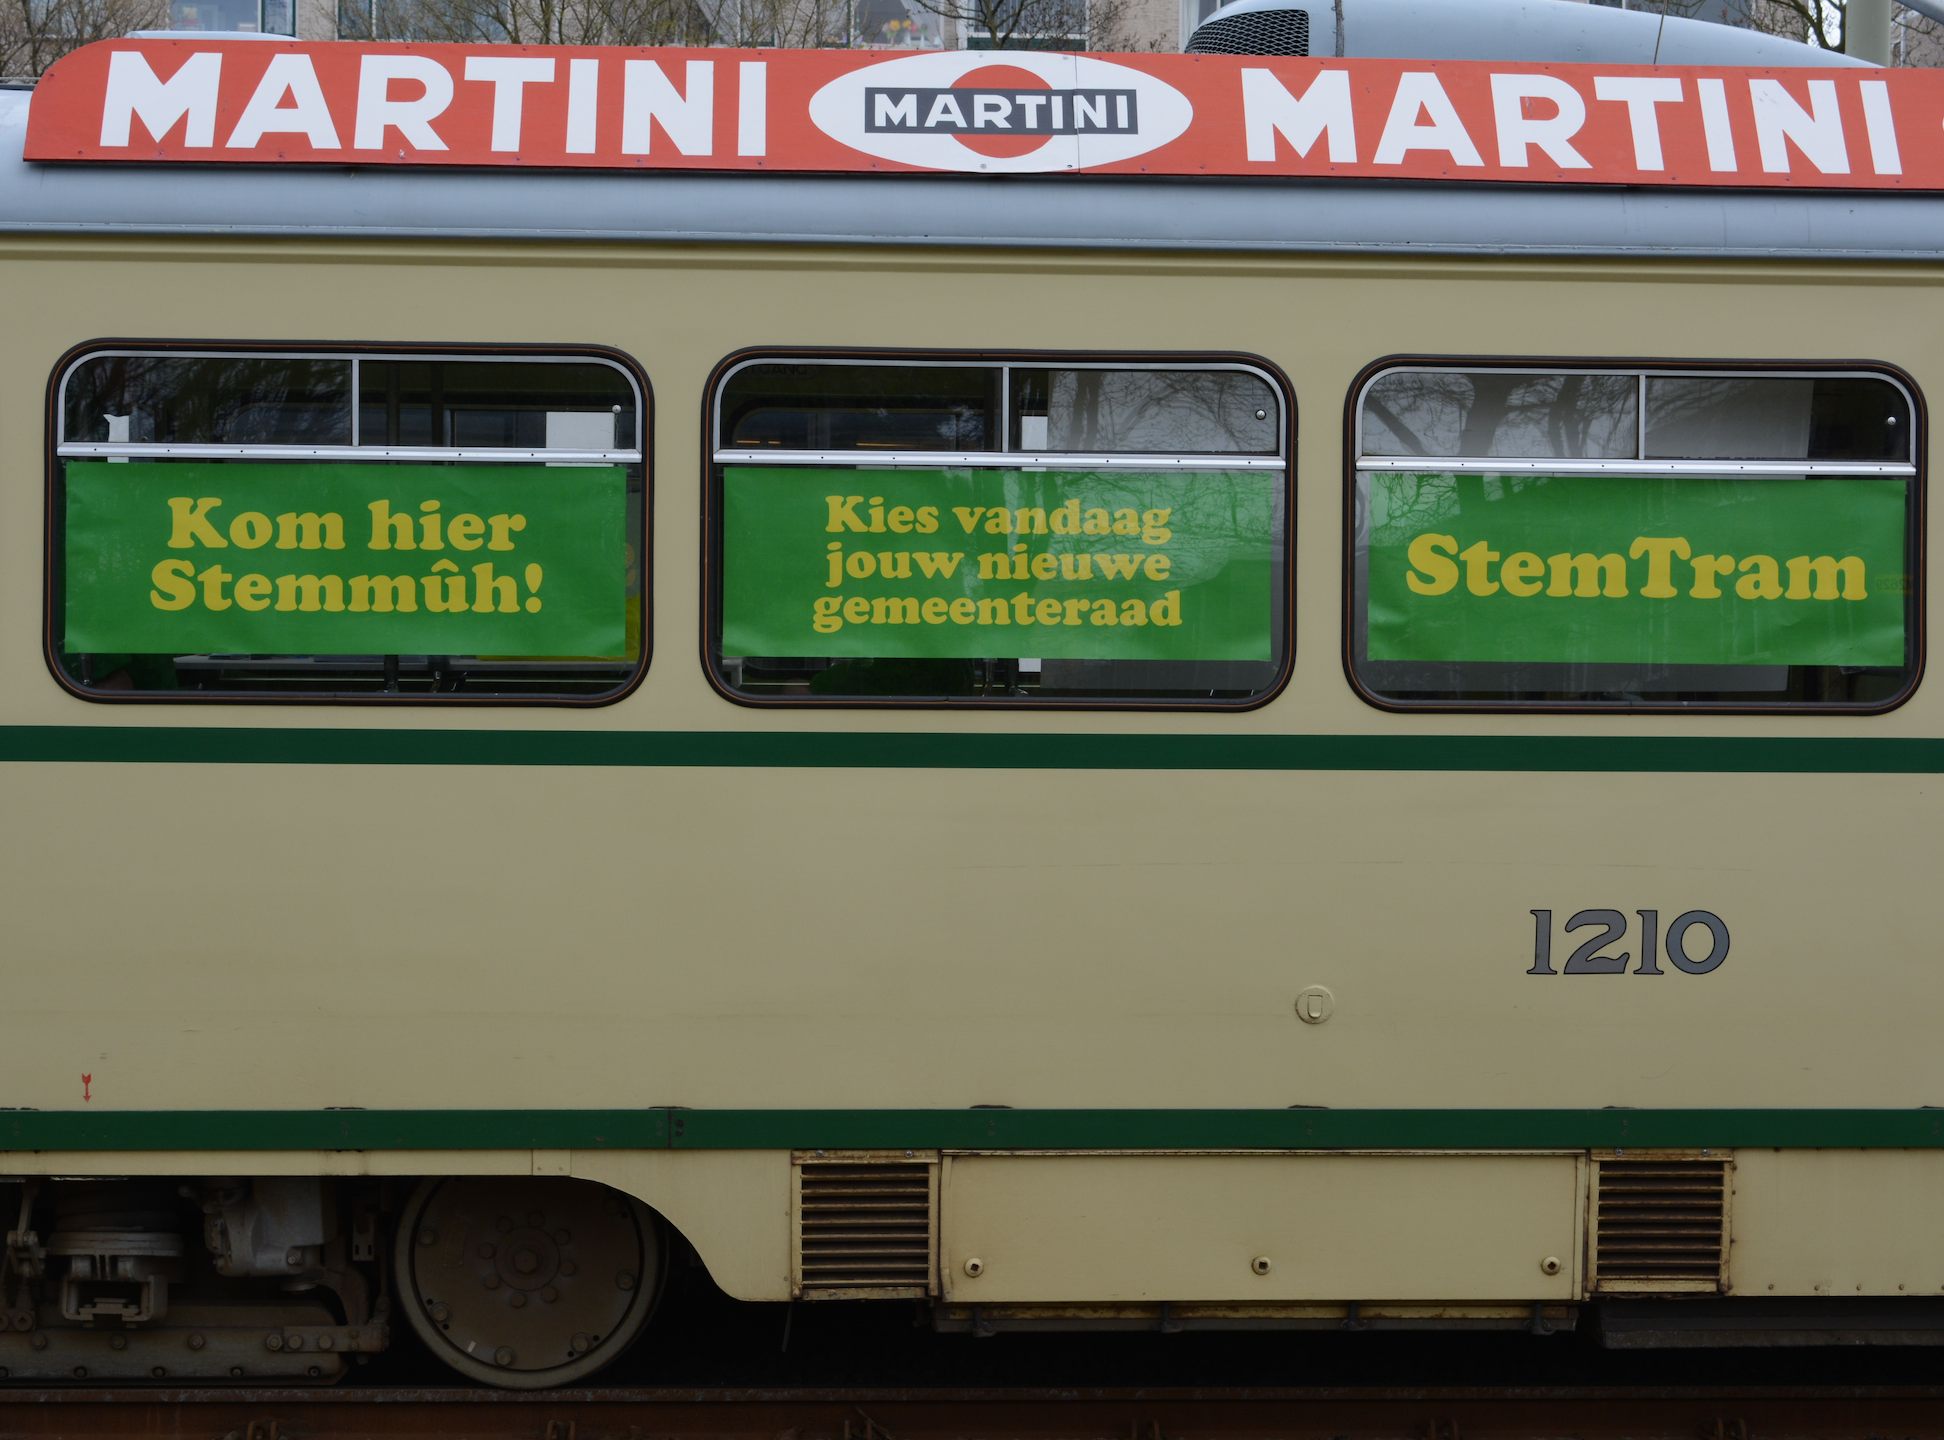 MARTINI MARTINI MARTINI
Kom hier
Stemmûh!
Kies vandaag
jouw nieuwe
gemeenteraad
StemTram
1210